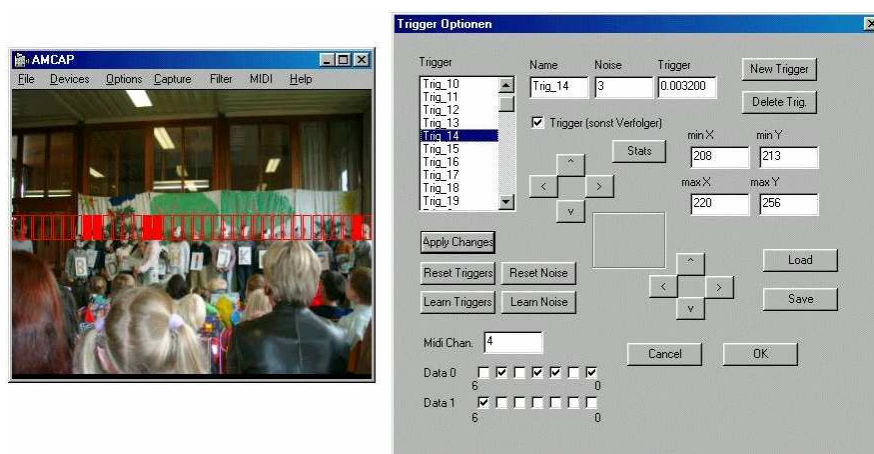 AMCAP
File Devices Options Capture Filter MIDI Help
Trigger Optionen
Trigger
Trig_10
Trig_11
Trig_12
Trig_13
Trig_14
Trig_15
Trig_16
Trig_17
Trig_18
Trig_19
Name Noise Trigger
Trig_14 3 0.003200
New Trigger
Delete Trig.
Trigger (sonst Verfolger)
Stats
min X min Y
208 213
max X max Y
220 256
^
< >
v
Apply Changes
Reset Triggers Reset Noise
Learn Triggers Learn Noise
^
< >
v
Load
Save
Midi Chan. 4
Cancel OK
Data 0
6 0
Data 1
6 0